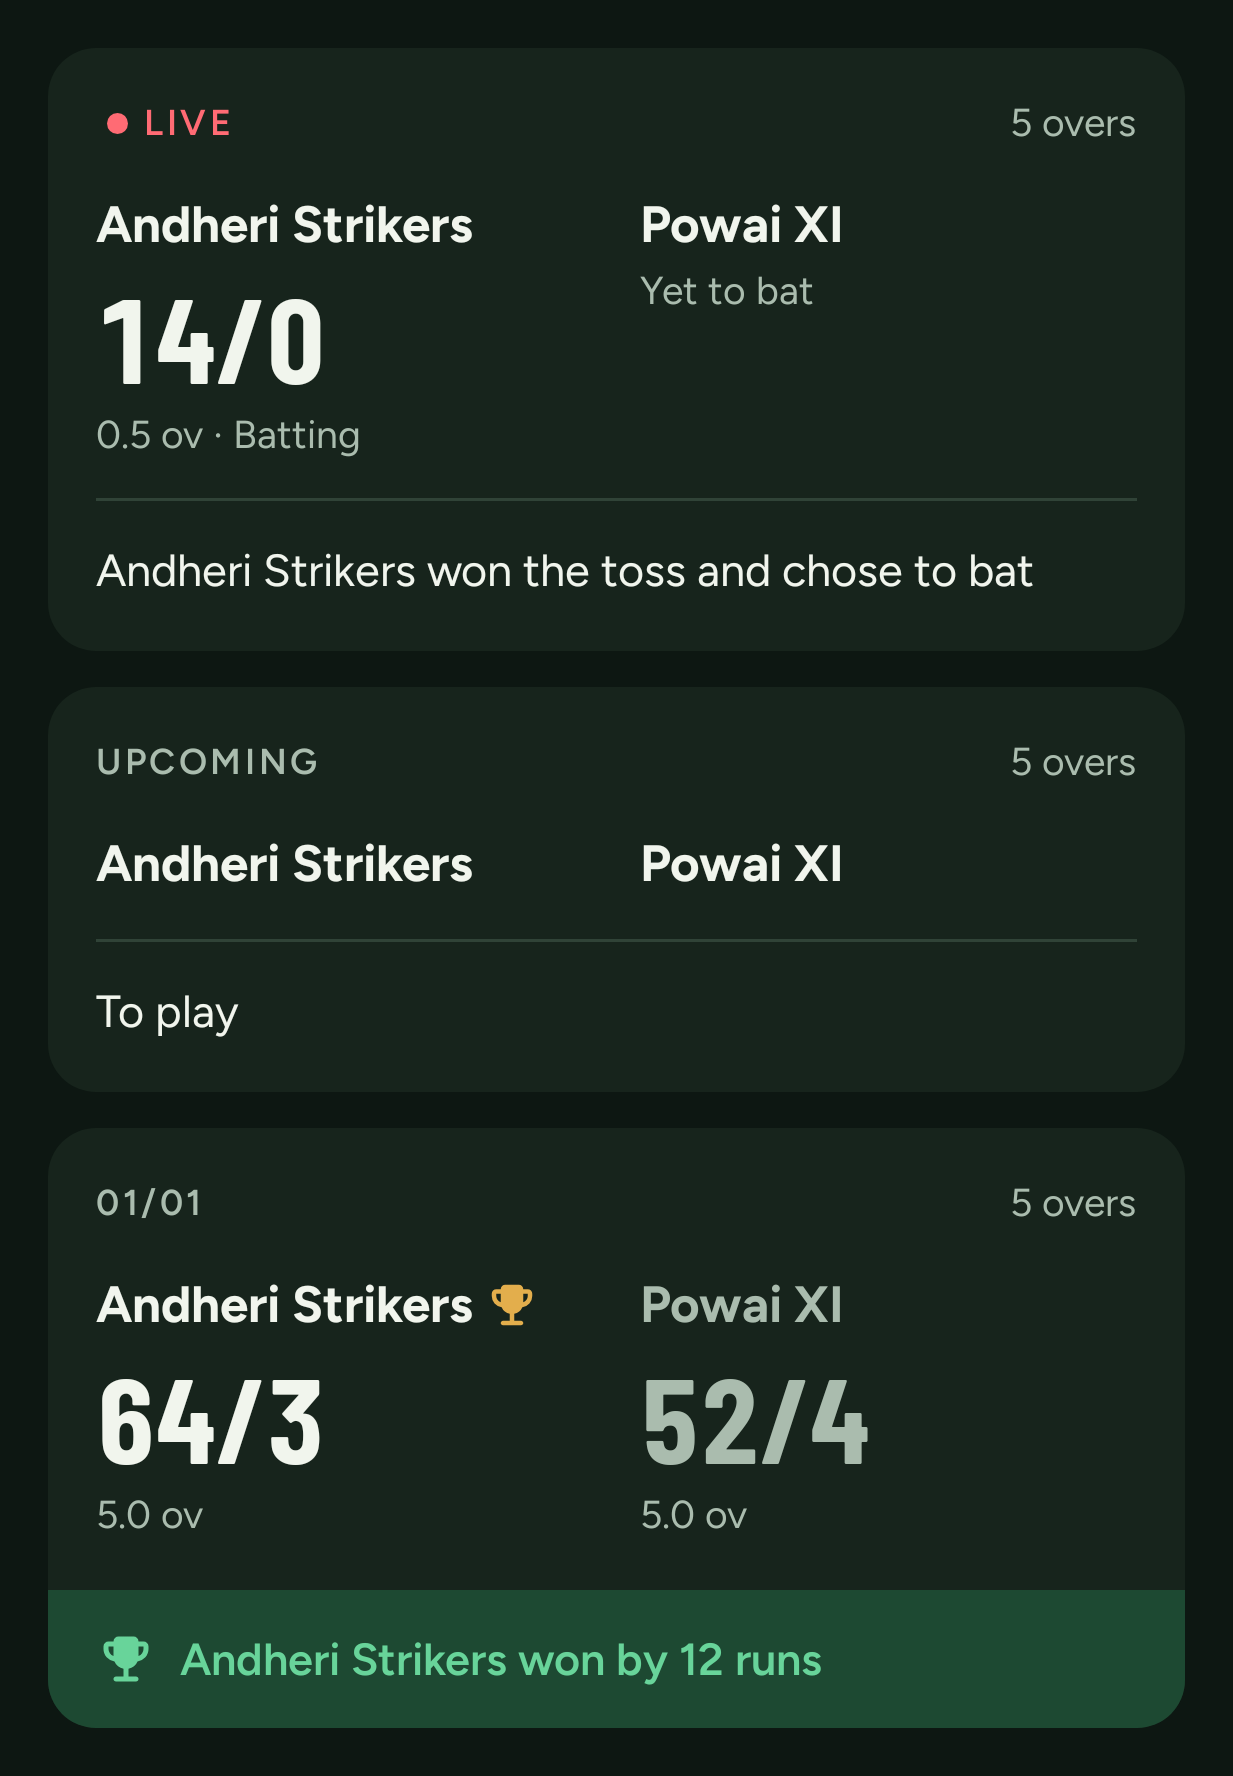 LIVE
5 overs
Andheri Strikers
Powai XI
14/0
Yet to bat
0.5 ov · Batting
Andheri Strikers won the toss and chose to bat
UPCOMING
5 overs
Andheri Strikers
Powai XI
To play
01/01
5 overs
Andheri Strikers
Powai XI
64/3
52/4
5.0 ov
5.0 ov
Andheri Strikers won by 12 runs